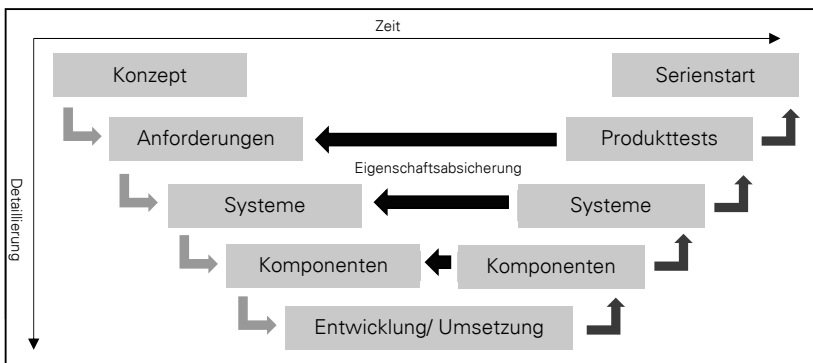 Zeit
Konzept
Serienstart
Anforderungen
Produkttests
Eigenschaftsabsicherung
Detaillierung
Systeme
Systeme
Komponenten
Komponenten
Entwicklung/ Umsetzung